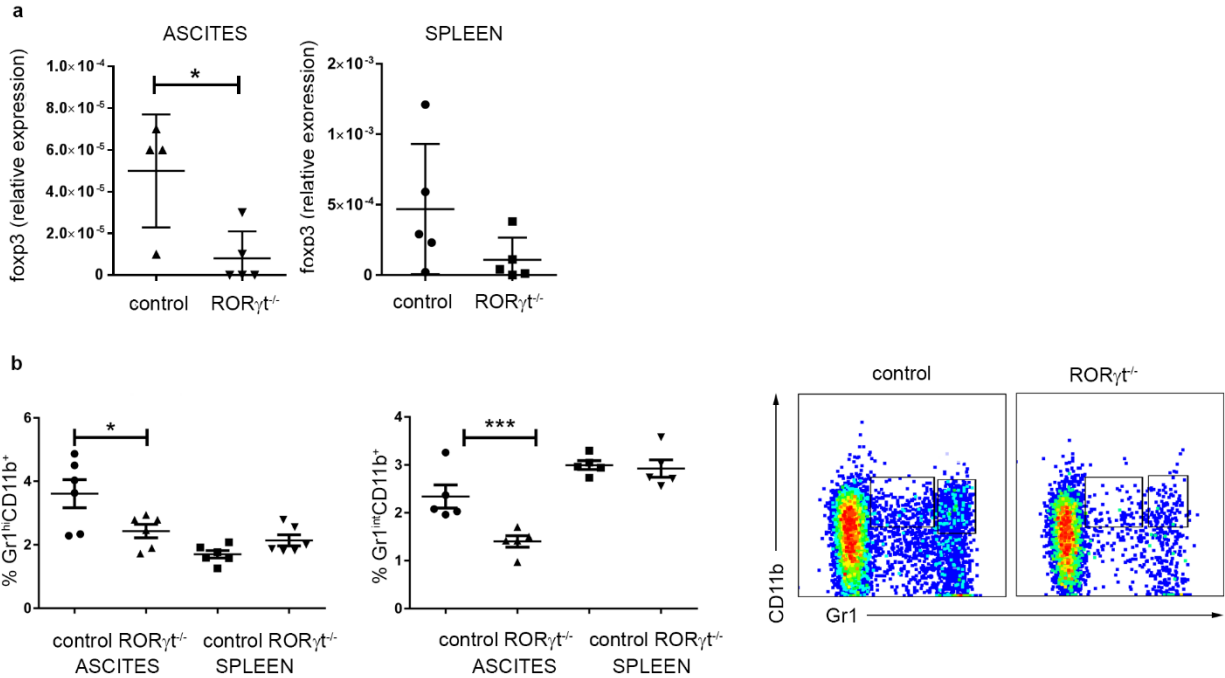 a
ASCITES
SPLEEN
foxp3 (relative expression)
1.0×10⁻⁴
8.0×10⁻⁵
6.0×10⁻⁵
4.0×10⁻⁵
2.0×10⁻⁵
0
*
control
RORγt⁻/⁻
foxp3 (relative expression)
2×10⁻³
1×10⁻³
5×10⁻⁴
0
control
RORγt⁻/⁻
b
% Gr1ʰⁱCD11b⁺
6
4
2
0
*
control RORγt⁻/⁻
ASCITES
control RORγt⁻/⁻
SPLEEN
% Gr1ⁱⁿᵗCD11b⁺
4
3
2
1
0
***
control RORγt⁻/⁻
ASCITES
control RORγt⁻/⁻
SPLEEN
control
RORγt⁻/⁻
CD11b
Gr1